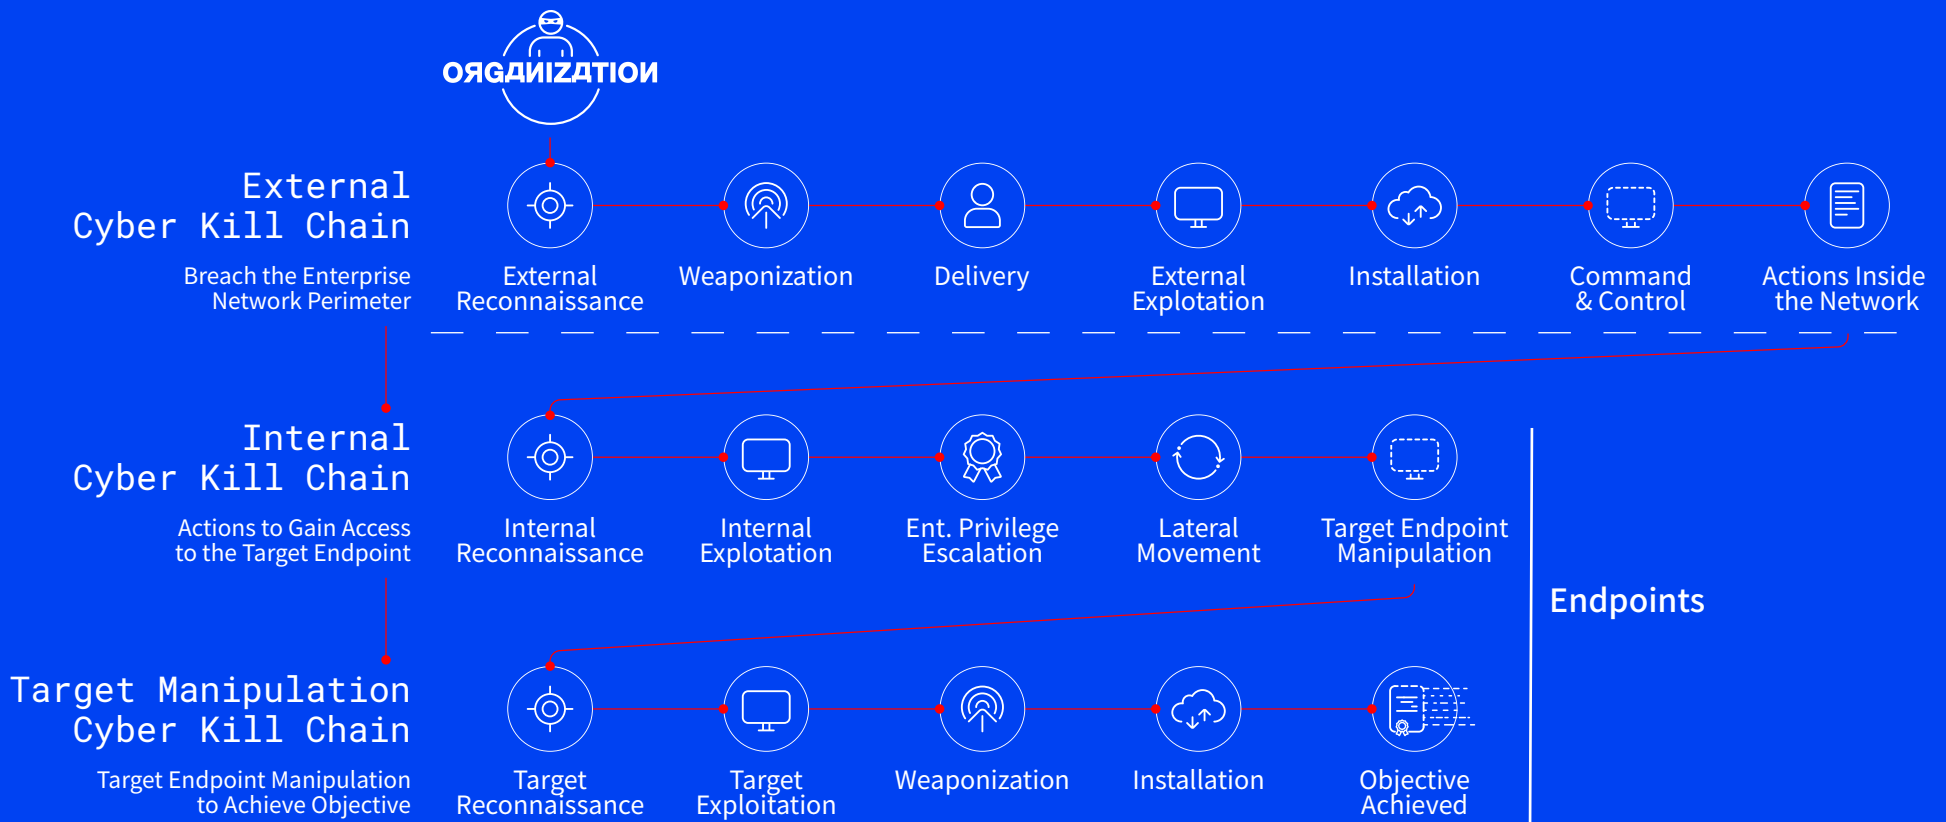 OЯGДИIZДTIOИ
External
Cyber Kill Chain
Breach the Enterprise
Network Perimeter
External
Reconnaissance
Weaponization
Delivery
External
Explotation
Installation
Command
& Control
Actions Inside
the Network
Internal
Cyber Kill Chain
Actions to Gain Access
to the Target Endpoint
Internal
Reconnaissance
Internal
Explotation
Ent. Privilege
Escalation
Lateral
Movement
Target Endpoint
Manipulation
Endpoints
Target Manipulation
Cyber Kill Chain
Target Endpoint Manipulation
to Achieve Objective
Target
Reconnaissance
Target
Exploitation
Weaponization
Installation
Objective
Achieved